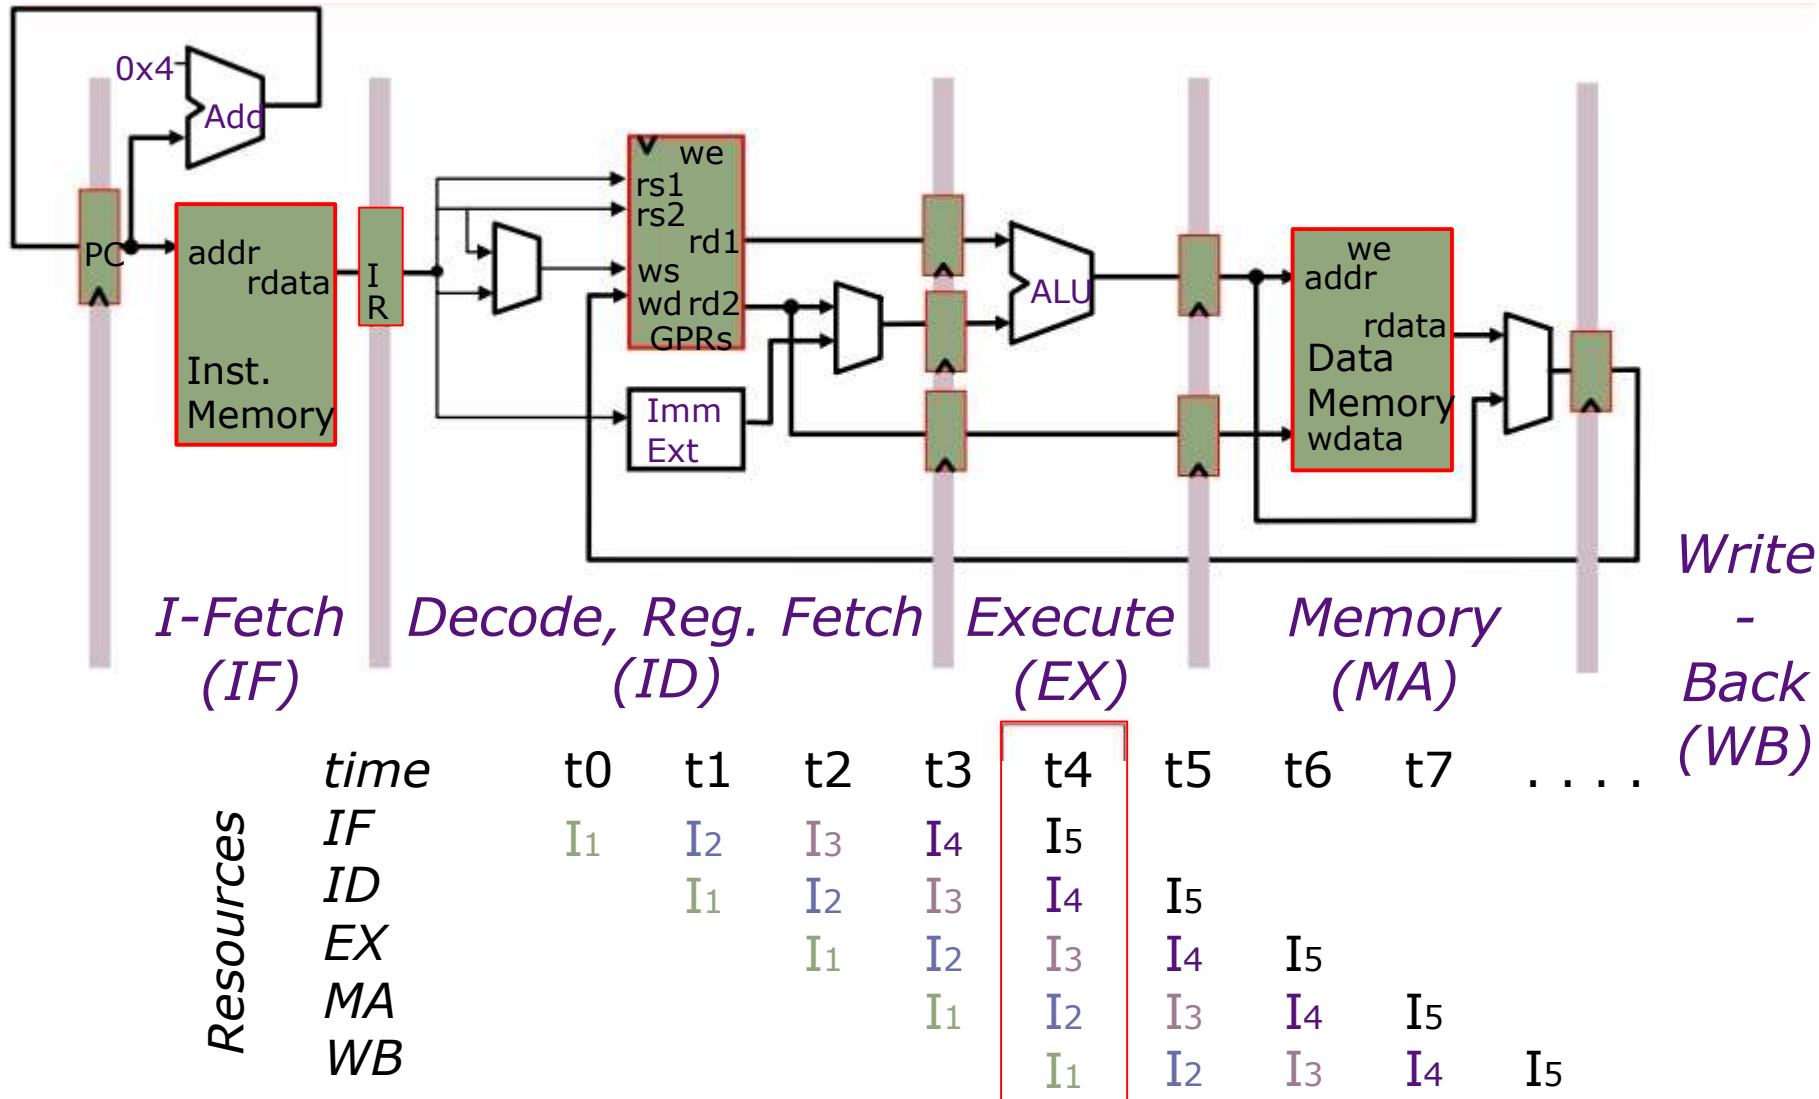 0x4
Add
PC
addr
rdata
Inst.
Memory
I
R
we
rs1
rs2
rd1
ws
wd rd2
GPRs
Imm
Ext
ALU
we
addr
rdata
Data
Memory
wdata
I-Fetch
(IF)
Decode, Reg. Fetch
(ID)
Execute
(EX)
Memory
(MA)
Write
-
Back
(WB)
time t0 t1 t2 t3 t4 t5 t6 t7 . . . .
Resources
IF I1 I2 I3 I4 I5
ID I1 I2 I3 I4 I5
EX I1 I2 I3 I4 I5
MA I1 I2 I3 I4 I5
WB I1 I2 I3 I4 I5